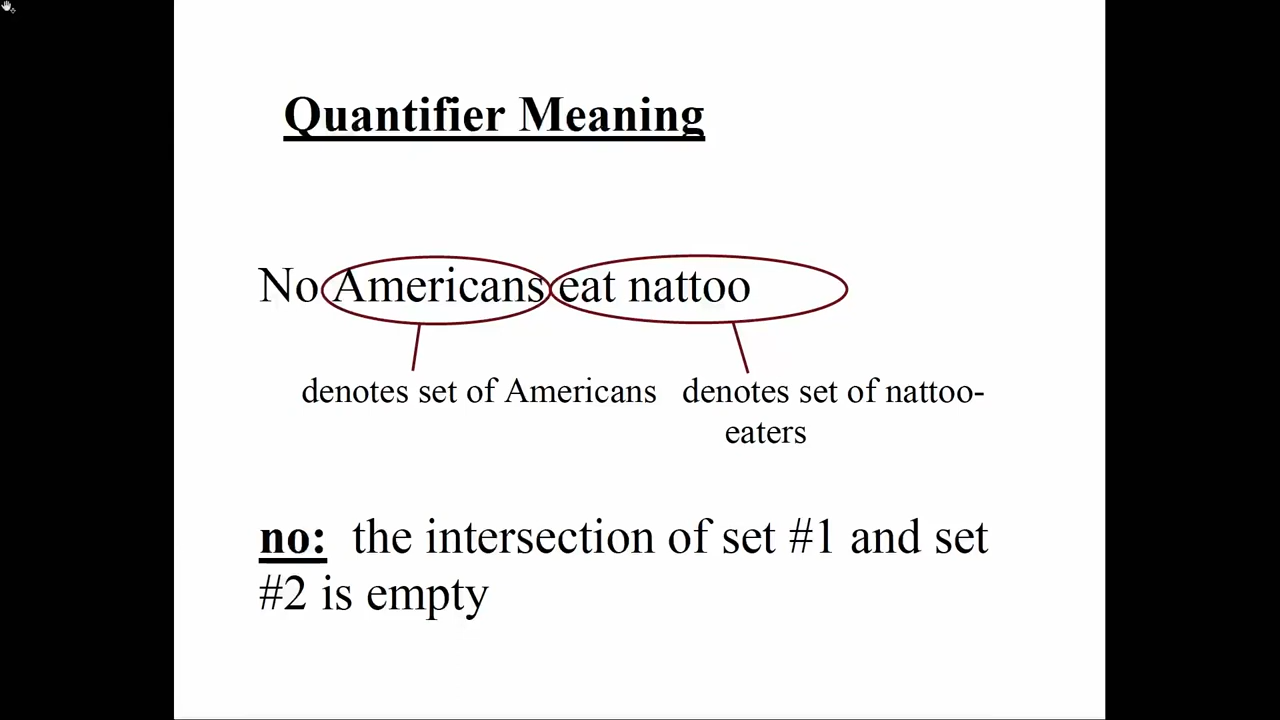 Quantifier Meaning
No Americans eat nattoo
denotes set of Americans denotes set of nattoo-
eaters
no: the intersection of set #1 and set
#2 is empty